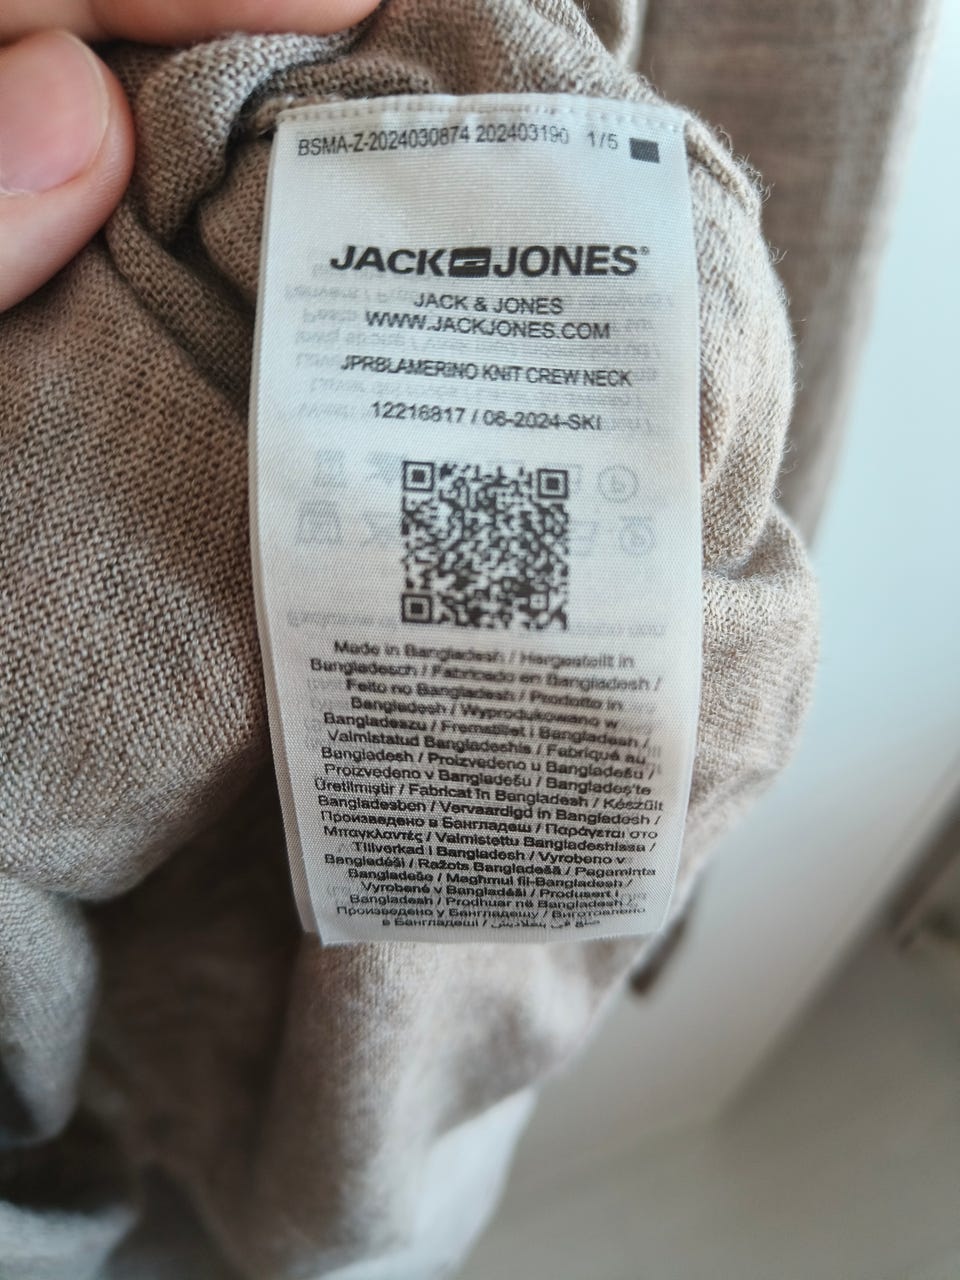 BSMA-Z-2024030874 202403190 1/5
JACK & JONES®
JACK & JONES
WWW.JACKJONES.COM
JPRBLAMERINO KNIT CREW NECK
12216817 / 06-2024-SKI
Made in Bangladesh / Hergestellt in
Bangladesch / Fabricado en Bangladesh /
Feito no Bangladesh / Prodotto in
Bangladesh / Wyprodukowano w
Bangladeszu / Fremstillet i Bangladesh /
Valmistatud Bangladeshis / Fabriqué au
Bangladesh / Proizvedeno u Bangladešu /
Proizvedeno v Bangladešu / Bangladeş'te
Üretilmiştir / Fabricat în Bangladesh / Készült
Bangladesben / Vervaardigd in Bangladesh /
Произведено в Бангладеш / Παράγεται στο
Μπαγκλαντές / Valmistettu Bangladeshissa /
Tillverkad i Bangladesh / Vyrobeno v
Bangladéši / Ražots Bangladešā / Pagaminta
Bangladeše / Magħmul fil-Bangladesh /
Vyrobené v Bangladéši / Produsert i
Bangladesh / Prodhuar në Bangladesh /
Произведено у Бангладешу / Виготовлено
в Бангладеші / صنع في بنغلاديش